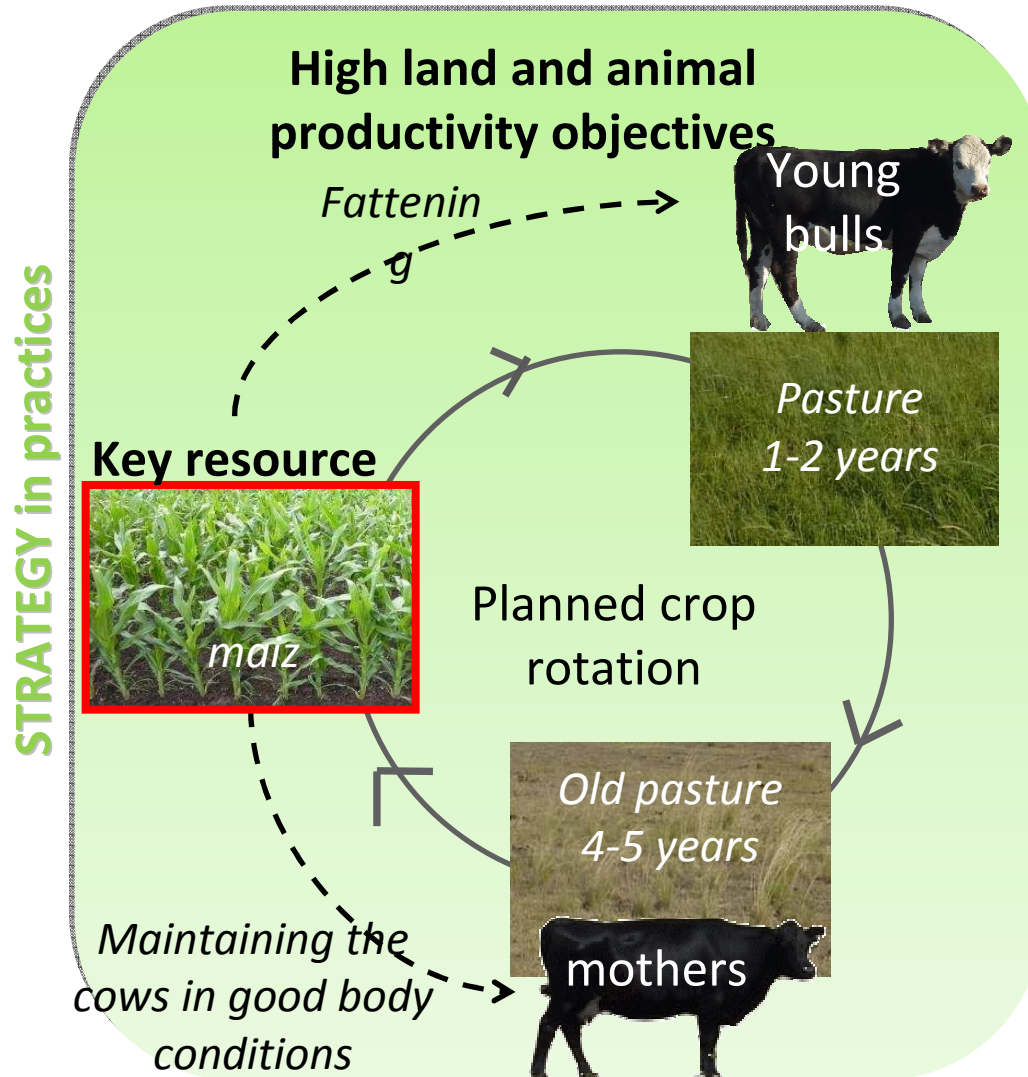 STRATEGY in practices
High land and animal
productivity objectives
Fattenin
g
Young
bulls
Key resource
Pasture
1-2 years
maiz
Planned crop
rotation
Old pasture
4-5 years
Maintaining the
cows in good body
conditions
mothers